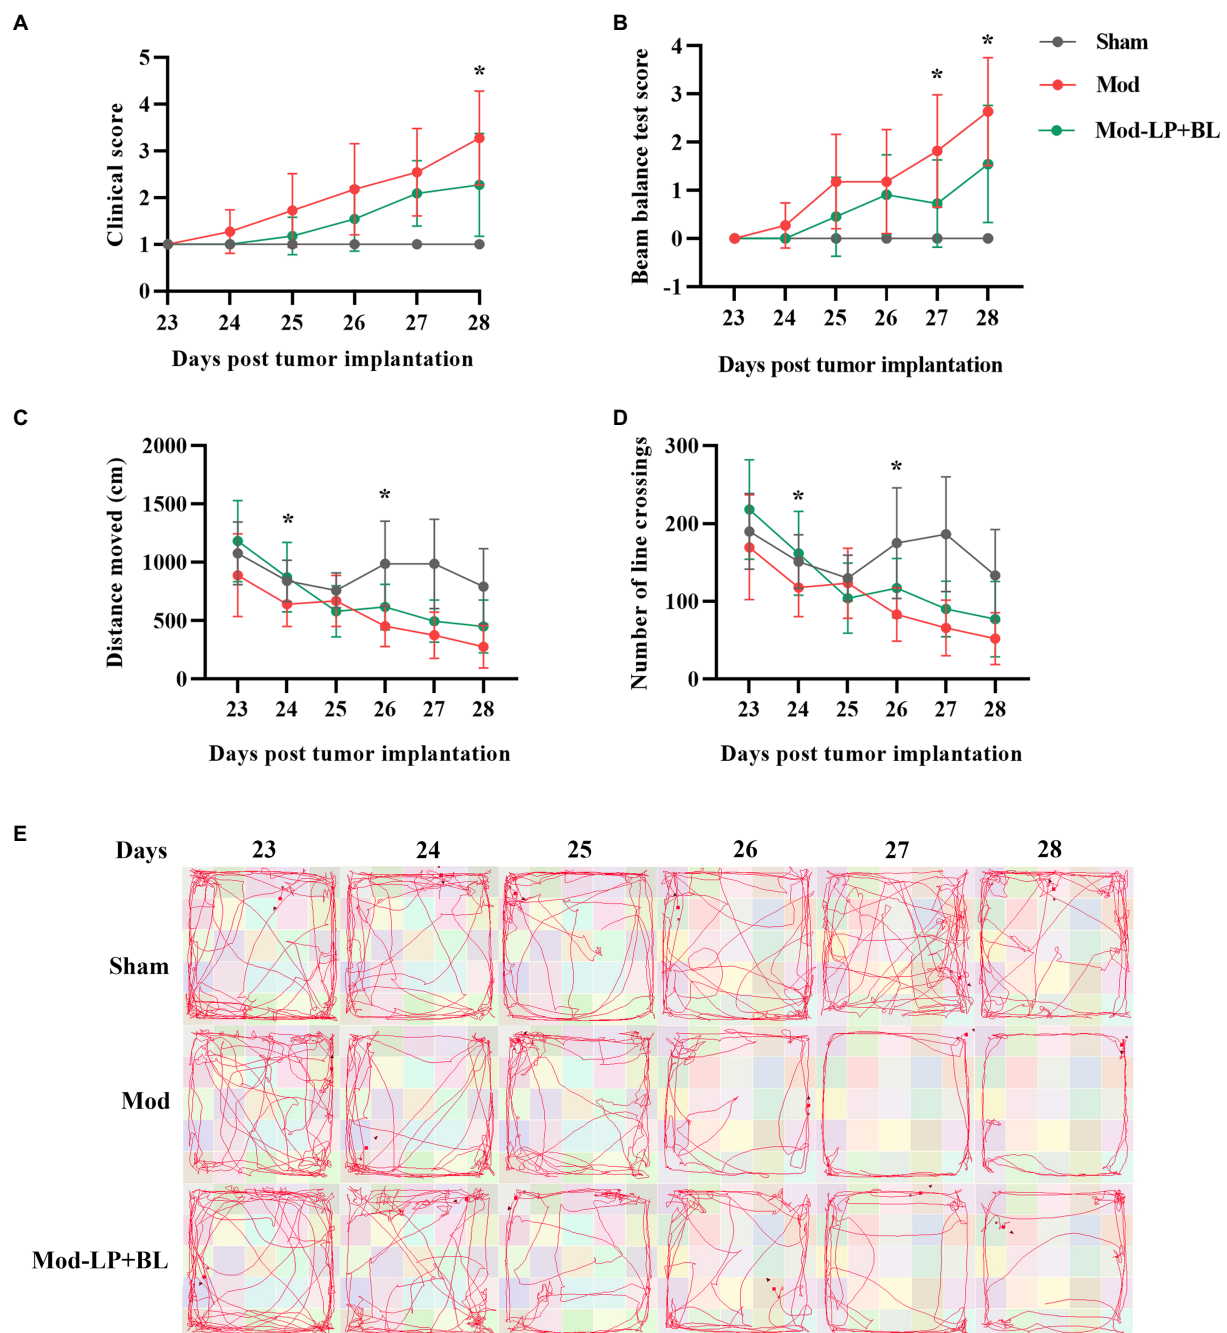 A
Clinical score
5
4
3
2
1
0
*
23 24 25 26 27 28
Days post tumor implantation
B
Beam balance test score
4
3
2
1
0
-1
* *
23 24 25 26 27 28
Days post tumor implantation
Sham
Mod
Mod-LP+BL
C
Distance moved (cm)
2000
1500
1000
500
0
* *
23 24 25 26 27 28
Days post tumor implantation
D
Number of line crossings
300
200
100
0
* *
23 24 25 26 27 28
Days post tumor implantation
E
Days 23 24 25 26 27 28
Sham
Mod
Mod-LP+BL